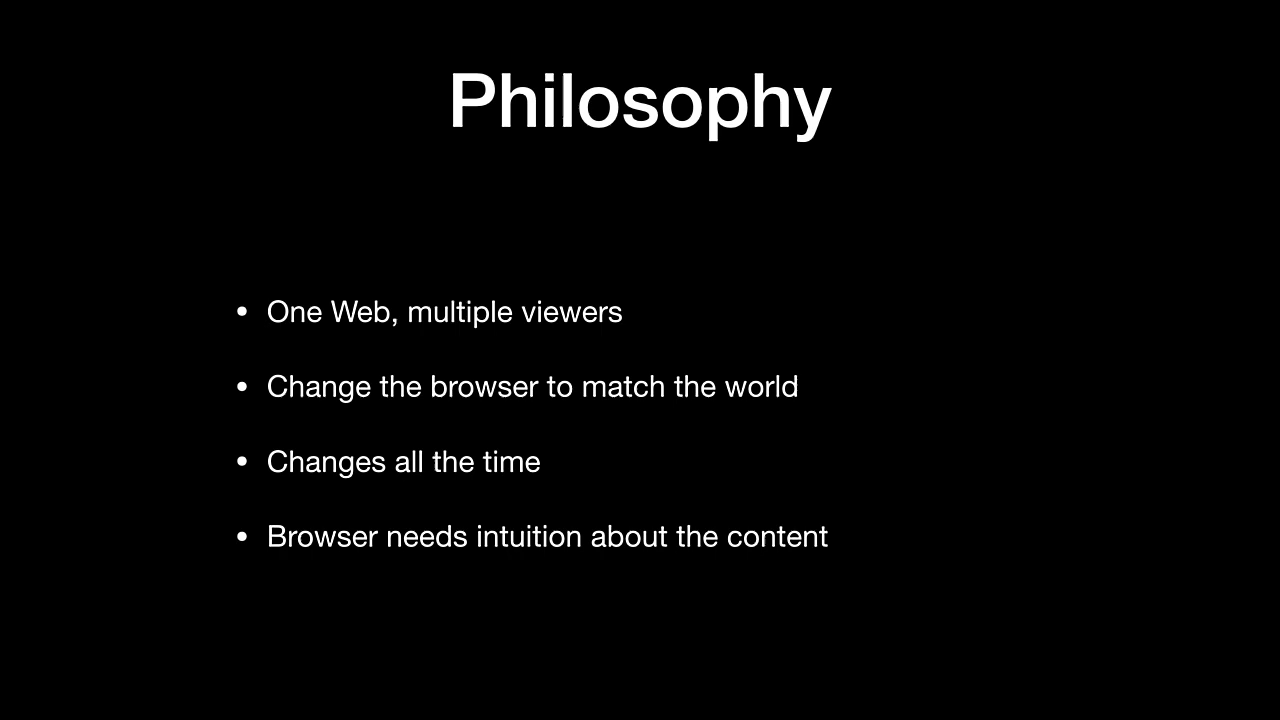 Philosophy
• One Web, multiple viewers
• Change the browser to match the world
• Changes all the time
• Browser needs intuition about the content